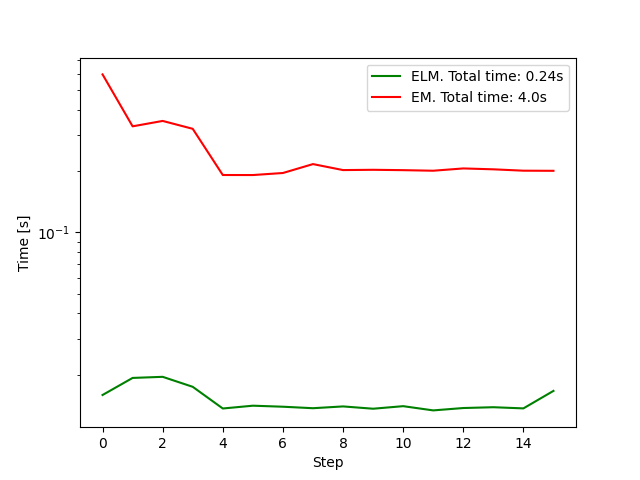 ELM. Total time: 0.24s
EM. Total time: 4.0s
Time [s]
10⁻¹
0 2 4 6 8 10 12 14
Step